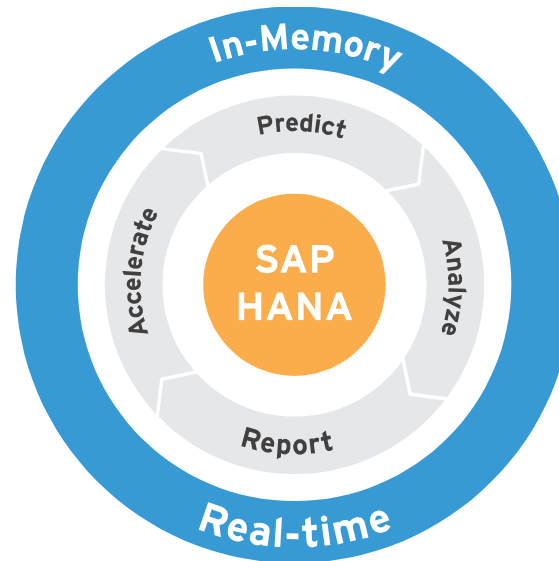 In-Memory
Predict
Accelerate
SAP
HANA
Analyze
Report
Real-time